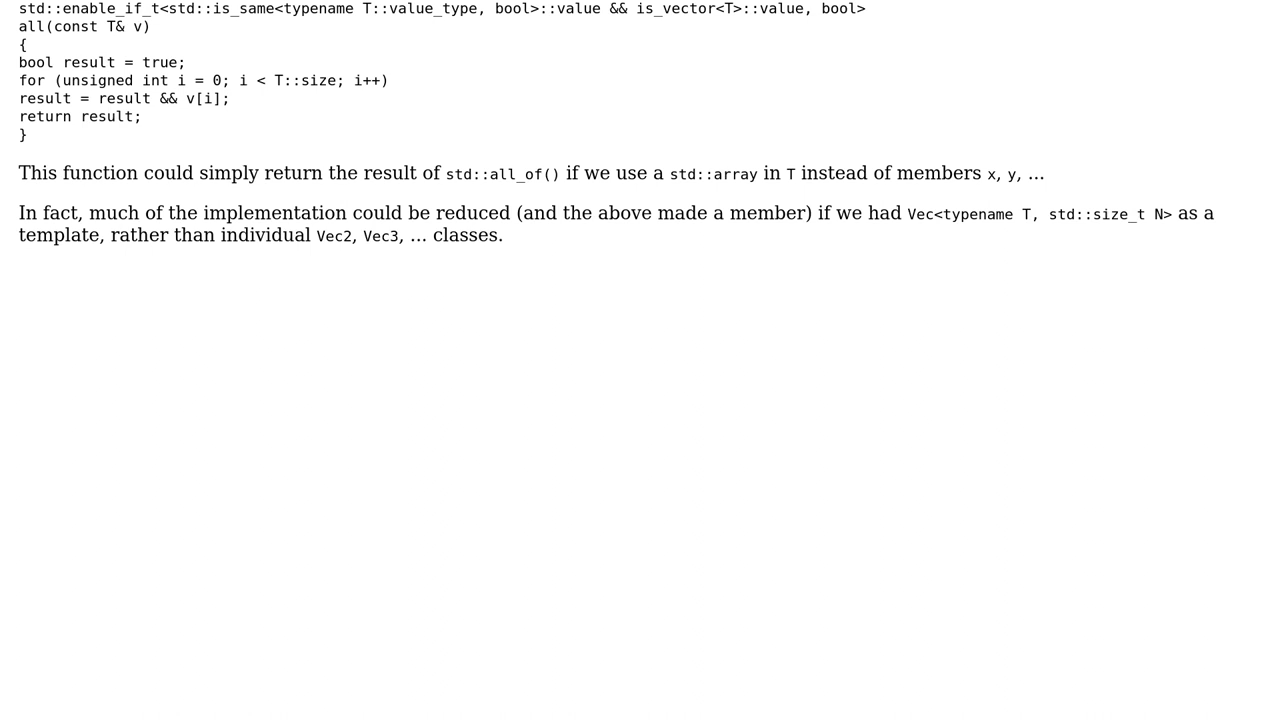 std::enable_if_t<std::is_same<typename T::value_type, bool>::value && is_vector<T>::value, bool>
all(const T& v)
{
bool result = true;
for (unsigned int i = 0; i < T::size; i++)
result = result && v[i];
return result;
}
This function could simply return the result of std::all_of() if we use a std::array in T instead of members x, y, ...
In fact, much of the implementation could be reduced (and the above made a member) if we had Vec<typename T, std::size_t N> as a
template, rather than individual Vec2, Vec3, ... classes.